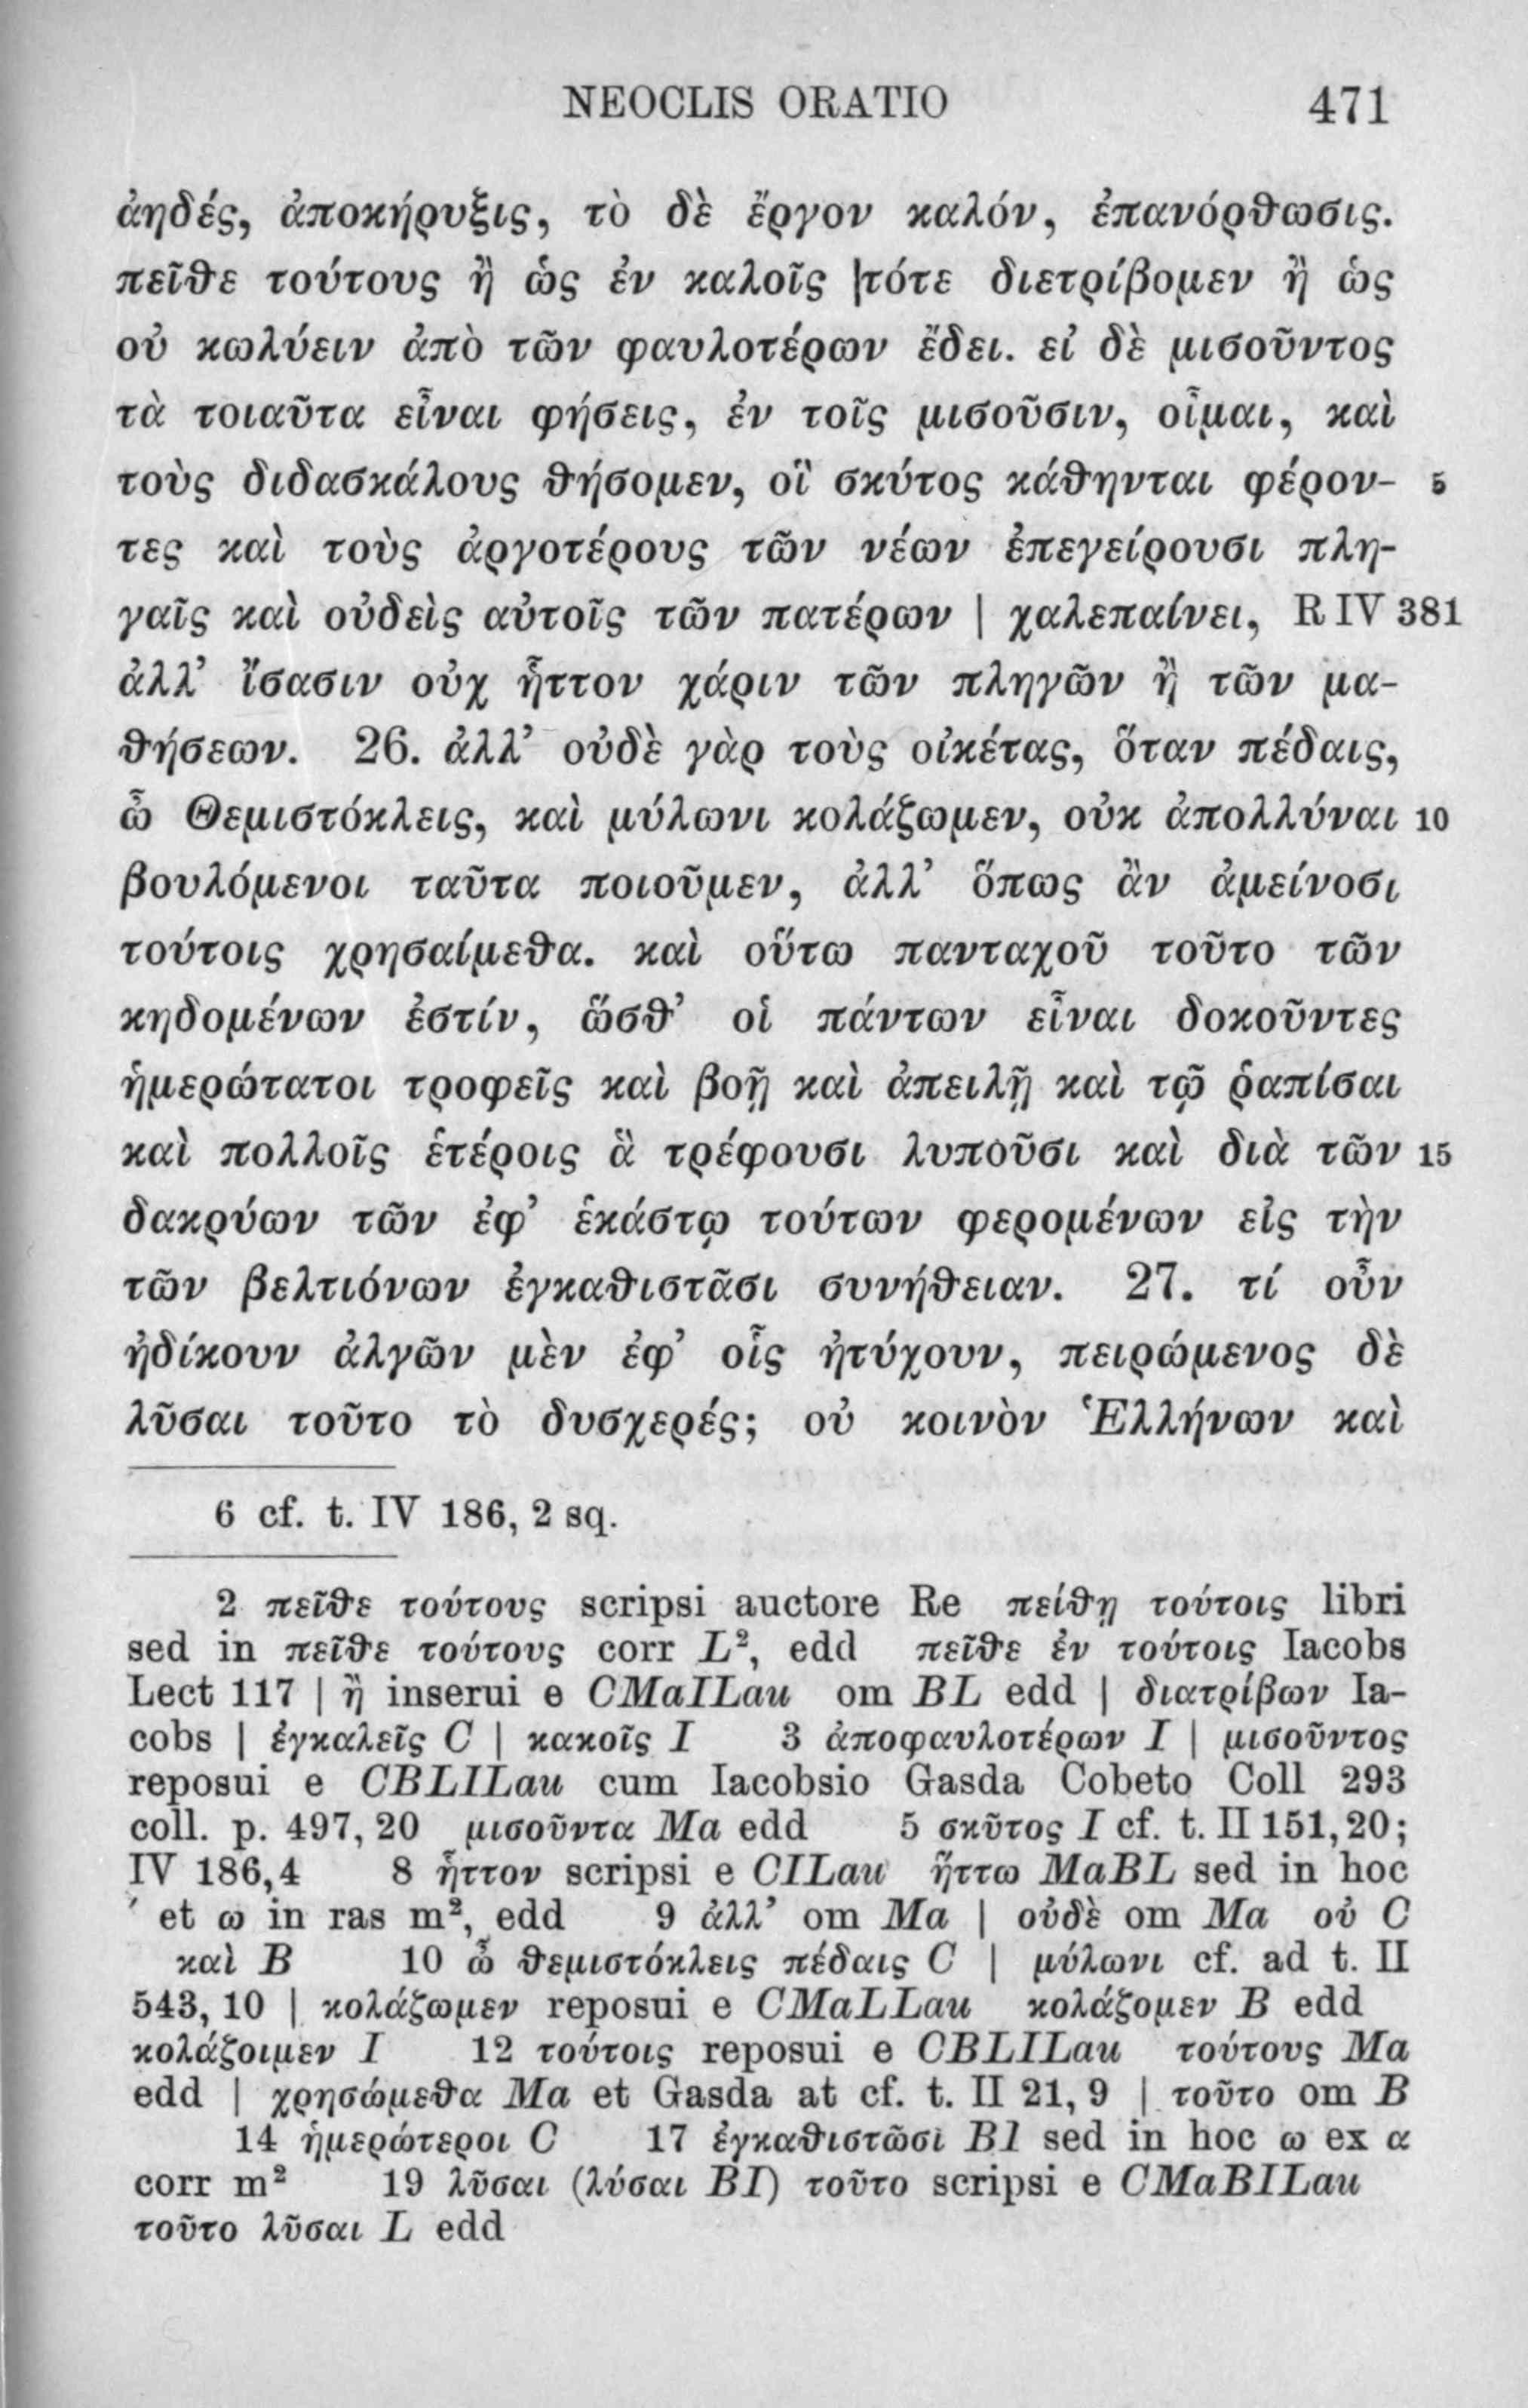 NEOCLIS ORATIO 471
ἀηδές, ἀποκήρυξις, τὸ δὲ ἔργον καλόν, ἐπανόρθωσις.
πεῖθε τούτους ἢ ὡς ἐν καλοῖς |τότε διετρίβομεν ἢ ὡς
οὐ κωλύειν ἀπὸ τῶν φαυλοτέρων ἔδει. εἰ δὲ μισοῦντος
τὰ τοιαῦτα εἶναι φήσεις, ἐν τοῖς μισοῦσιν, οἶμαι, καὶ
τοὺς διδασκάλους θήσομεν, οἳ σκύτος κάθηνται φέρον- 5
τες καὶ τοὺς ἀργοτέρους τῶν νέων ἐπεγείρουσι πλη-
γαῖς καὶ οὐδεὶς αὐτοῖς τῶν πατέρων | χαλεπαίνει, R IV 381
ἀλλ’ ἴσασιν οὐχ ἧττον χάριν τῶν πληγῶν ἢ τῶν μα-
θήσεων. 26. ἀλλ’ οὐδὲ γὰρ τοὺς οἰκέτας, ὅταν πέδαις,
ὦ Θεμιστόκλεις, καὶ μύλωνι κολάζωμεν, οὐκ ἀπολλύναι 10
βουλόμενοι ταῦτα ποιοῦμεν, ἀλλ’ ὅπως ἂν ἀμείνοσι
τούτοις χρησαίμεθα. καὶ οὕτω πανταχοῦ τοῦτο τῶν
κηδομένων ἐστίν, ὥσθ’ οἱ πάντων εἶναι δοκοῦντες
ἡμερώτατοι τροφεῖς καὶ βοῇ καὶ ἀπειλῇ καὶ τῷ ῥαπίσαι
καὶ πολλοῖς ἑτέροις ἃ τρέφουσι λυποῦσι καὶ διὰ τῶν 15
δακρύων τῶν ἐφ’ ἑκάστῳ τούτων φερομένων εἰς τὴν
τῶν βελτιόνων ἐγκαθιστᾶσι συνήθειαν. 27. τί οὖν
ἠδίκουν ἀλγῶν μὲν ἐφ’ οἷς ἠτύχουν, πειρώμενος δὲ
λῦσαι τοῦτο τὸ δυσχερές; οὐ κοινὸν Ἑλλήνων καὶ
6 cf. t. IV 186, 2 sq.
2 πεῖθε τούτους scripsi auctore Re πείθῃ τούτοις libri
sed in πεῖθε τούτους corr L², edd πεῖθε ἐν τούτοις Iacobs
Lect 117 | ἢ inserui e CMaILau om BL edd | διατρίβων Ia-
cobs | ἐγκαλεῖς C | κακοῖς I 3 ἀποφαυλοτέρων I | μισοῦντος
reposui e CBLILau cum Iacobsio Gasda Cobeto Coll 293
coll. p. 497, 20 μισοῦντα Ma edd 5 σκῦτος I cf. t. II 151, 20;
IV 186,4 8 ἧττον scripsi e CILau ἥττω MaBL sed in hoc
᾽ et ω in ras m², edd 9 ἀλλ’ om Ma | οὐδὲ om Ma οὐ C
καὶ B 10 ὦ θεμιστόκλεις πέδαις C | μύλωνι cf. ad t. II
543, 10 | κολάζωμεν reposui e CMaLLau κολάζομεν B edd
κολάζοιμεν I 12 τούτοις reposui e CBLILau τούτους Ma
edd | χρησώμεθα Ma et Gasda at cf. t. II 21, 9 | τοῦτο om B
14 ἡμερώτεροι C 17 ἐγκαθιστῶσι BI sed in hoc ω ex α
corr m² 19 λῦσαι (λύσαι BI) τοῦτο scripsi e CMaBILau
τοῦτο λῦσαι L edd